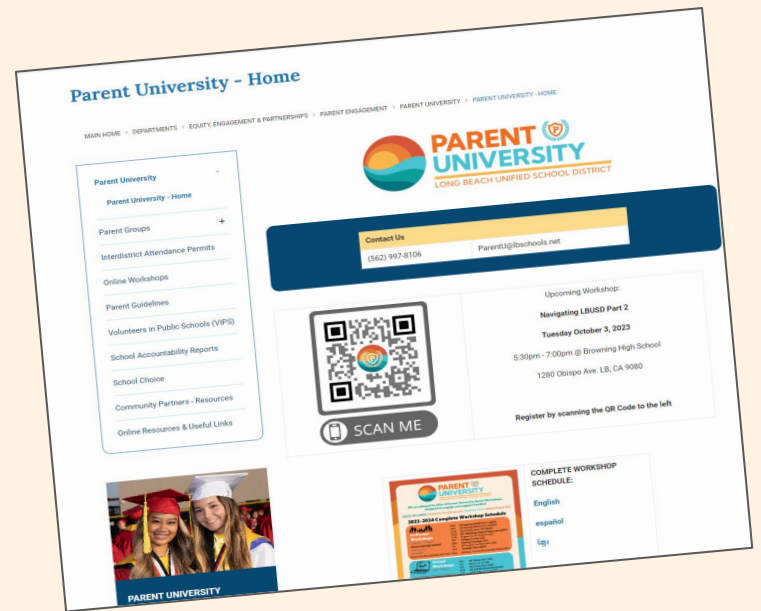 Parent University - Home
MAIN HOME > DEPARTMENTS > EQUITY, ENGAGEMENT & PARTNERSHIPS > PARENT ENGAGEMENT > PARENT UNIVERSITY > PARENT UNIVERSITY - HOME
Parent University -
Parent University - Home
Parent Groups +
Interdistrict Attendance Permits
Online Workshops
Parent Guidelines
Volunteers in Public Schools (VIPS)
School Accountability Reports
School Choice
Community Partners - Resources
Online Resources & Useful Links
PARENT P
UNIVERSITY
LONG BEACH UNIFIED SCHOOL DISTRICT
Contact Us
(562) 997-8106 ParentU@lbschools.net
SCAN ME
Upcoming Workshop:
Navigating LBUSD Part 2
Tuesday October 3, 2023
5:30pm - 7:00pm @ Browning High School
1280 Obispo Ave. LB, CA 9080
Register by scanning the QR Code to the left
PARENT UNIVERSITY
PARENT
UNIVERSITY
2023-2024 Complete Workshop Schedule
COMPLETE WORKSHOP
SCHEDULE:
English
español
ខ្មែរ